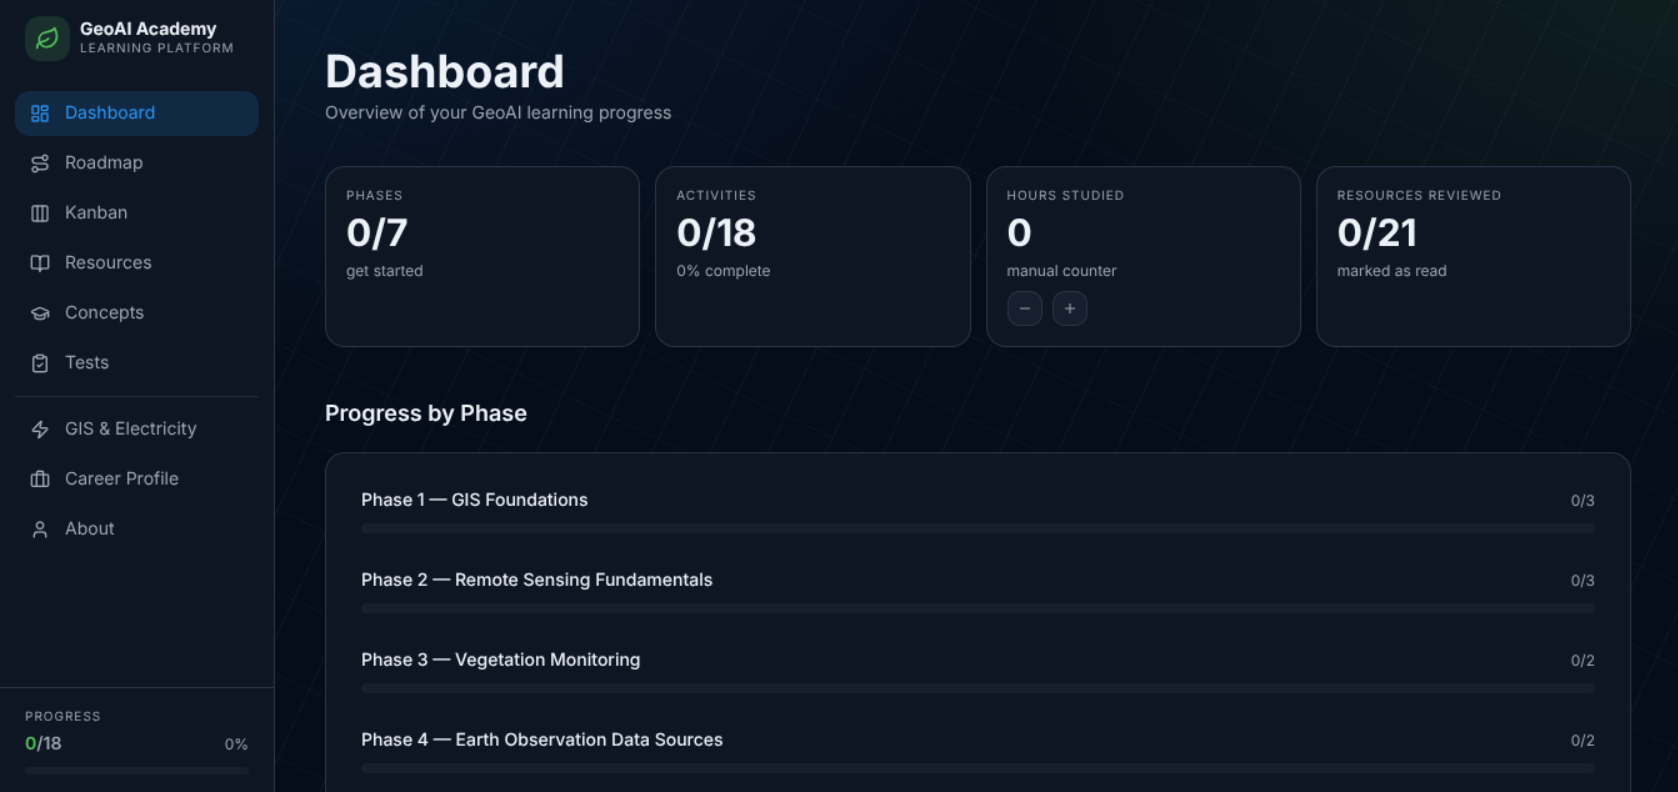 GeoAI Academy
LEARNING PLATFORM
Dashboard
Roadmap
Kanban
Resources
Concepts
Tests
GIS & Electricity
Career Profile
About
PROGRESS
0/18
0%
Dashboard
Overview of your GeoAI learning progress
PHASES
0/7
get started
ACTIVITIES
0/18
0% complete
HOURS STUDIED
0
manual counter
− +
RESOURCES REVIEWED
0/21
marked as read
Progress by Phase
Phase 1 — GIS Foundations
0/3
Phase 2 — Remote Sensing Fundamentals
0/3
Phase 3 — Vegetation Monitoring
0/2
Phase 4 — Earth Observation Data Sources
0/2